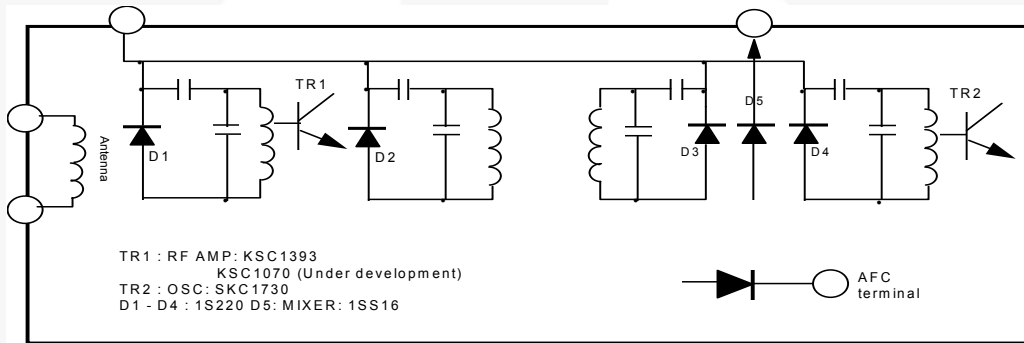 TR1
TR2
D5
D1
D2
D3
D4
Antenna
TR1 : RF AMP: KSC1393
KSC1070 (Under development)
TR2 : OSC: SKC1730
D1 - D4 : 1S220 D5: MIXER: 1SS16
AFC
terminal